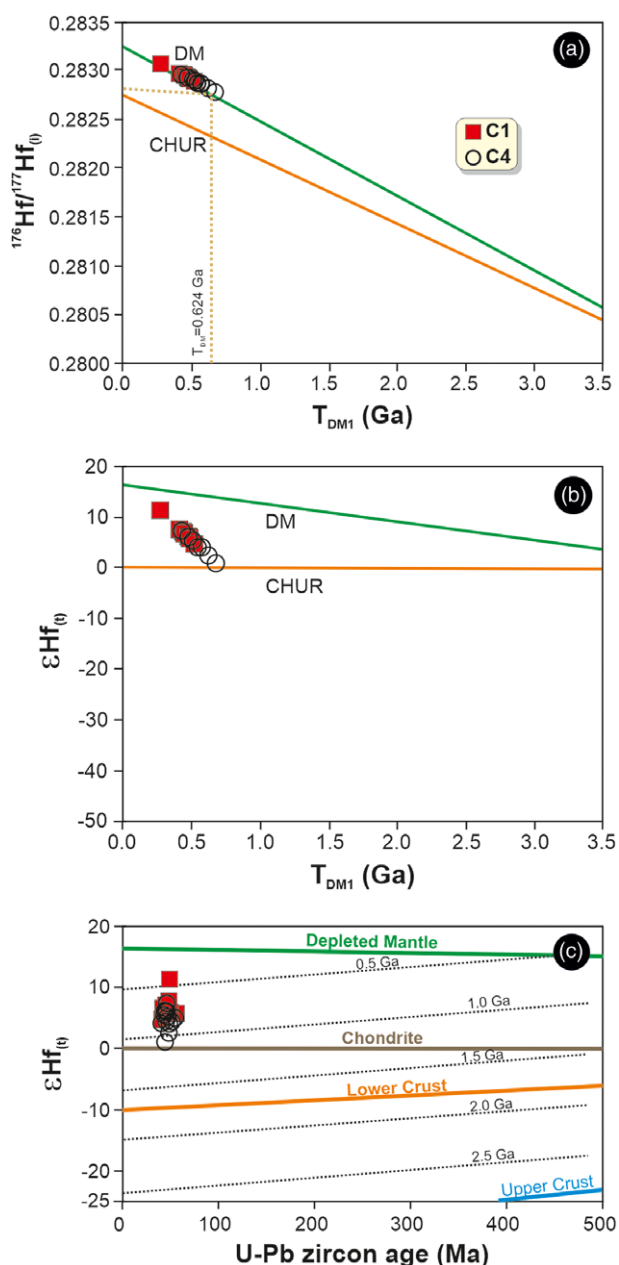 0.2835
0.2830
0.2825
0.2820
0.2815
0.2810
0.2805
0.2800
¹⁷⁶Hf/¹⁷⁷Hf(i)
DM
CHUR
(a)
C1
C4
T_DM=0.624 Ga
0.0 0.5 1.0 1.5 2.0 2.5 3.0 3.5
T_DM1 (Ga)
20
10
0
-10
-20
-30
-40
-50
εHf(t)
DM
CHUR
(b)
0.0 0.5 1.0 1.5 2.0 2.5 3.0 3.5
T_DM1 (Ga)
20
10
0
-10
-20
-25
εHf(t)
Depleted Mantle
(c)
0.5 Ga
1.0 Ga
Chondrite
1.5 Ga
Lower Crust
2.0 Ga
2.5 Ga
Upper Crust
0 100 200 300 400 500
U-Pb zircon age (Ma)